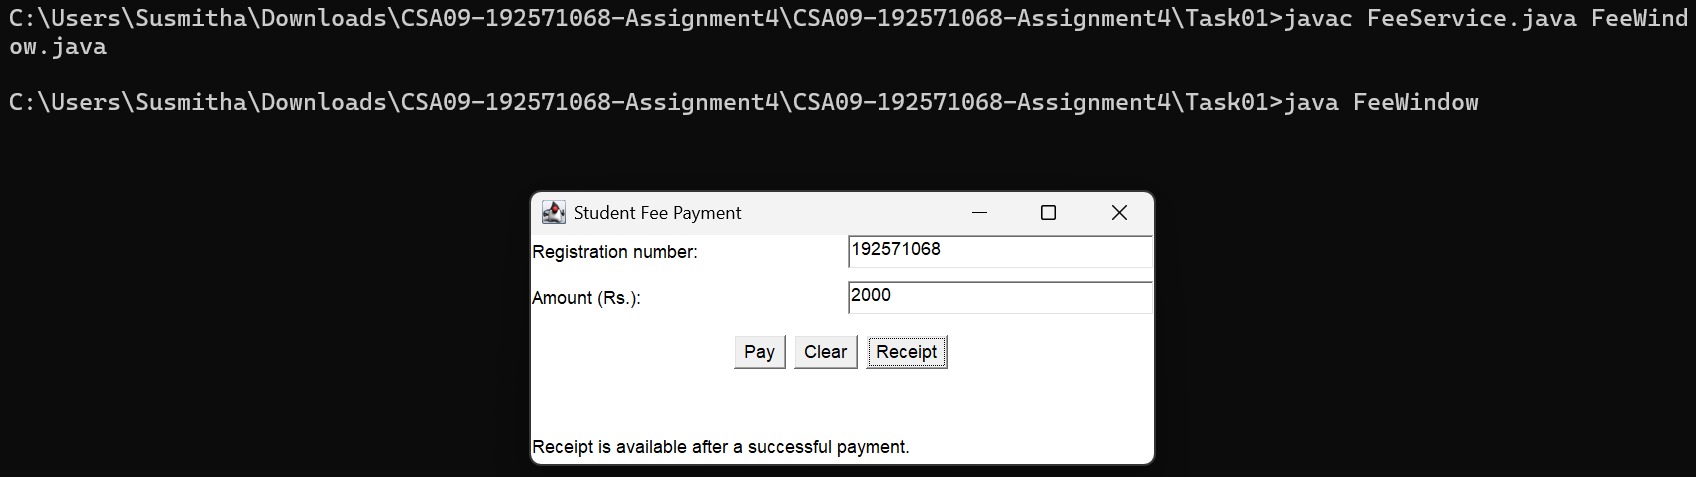 C:\Users\Susmitha\Downloads\CSA09-192571068-Assignment4\CSA09-192571068-Assignment4\Task01>javac FeeService.java FeeWind
ow.java
C:\Users\Susmitha\Downloads\CSA09-192571068-Assignment4\CSA09-192571068-Assignment4\Task01>java FeeWindow
Student Fee Payment
Registration number: 192571068
Amount (Rs.): 2000
Pay Clear Receipt
Receipt is available after a successful payment.